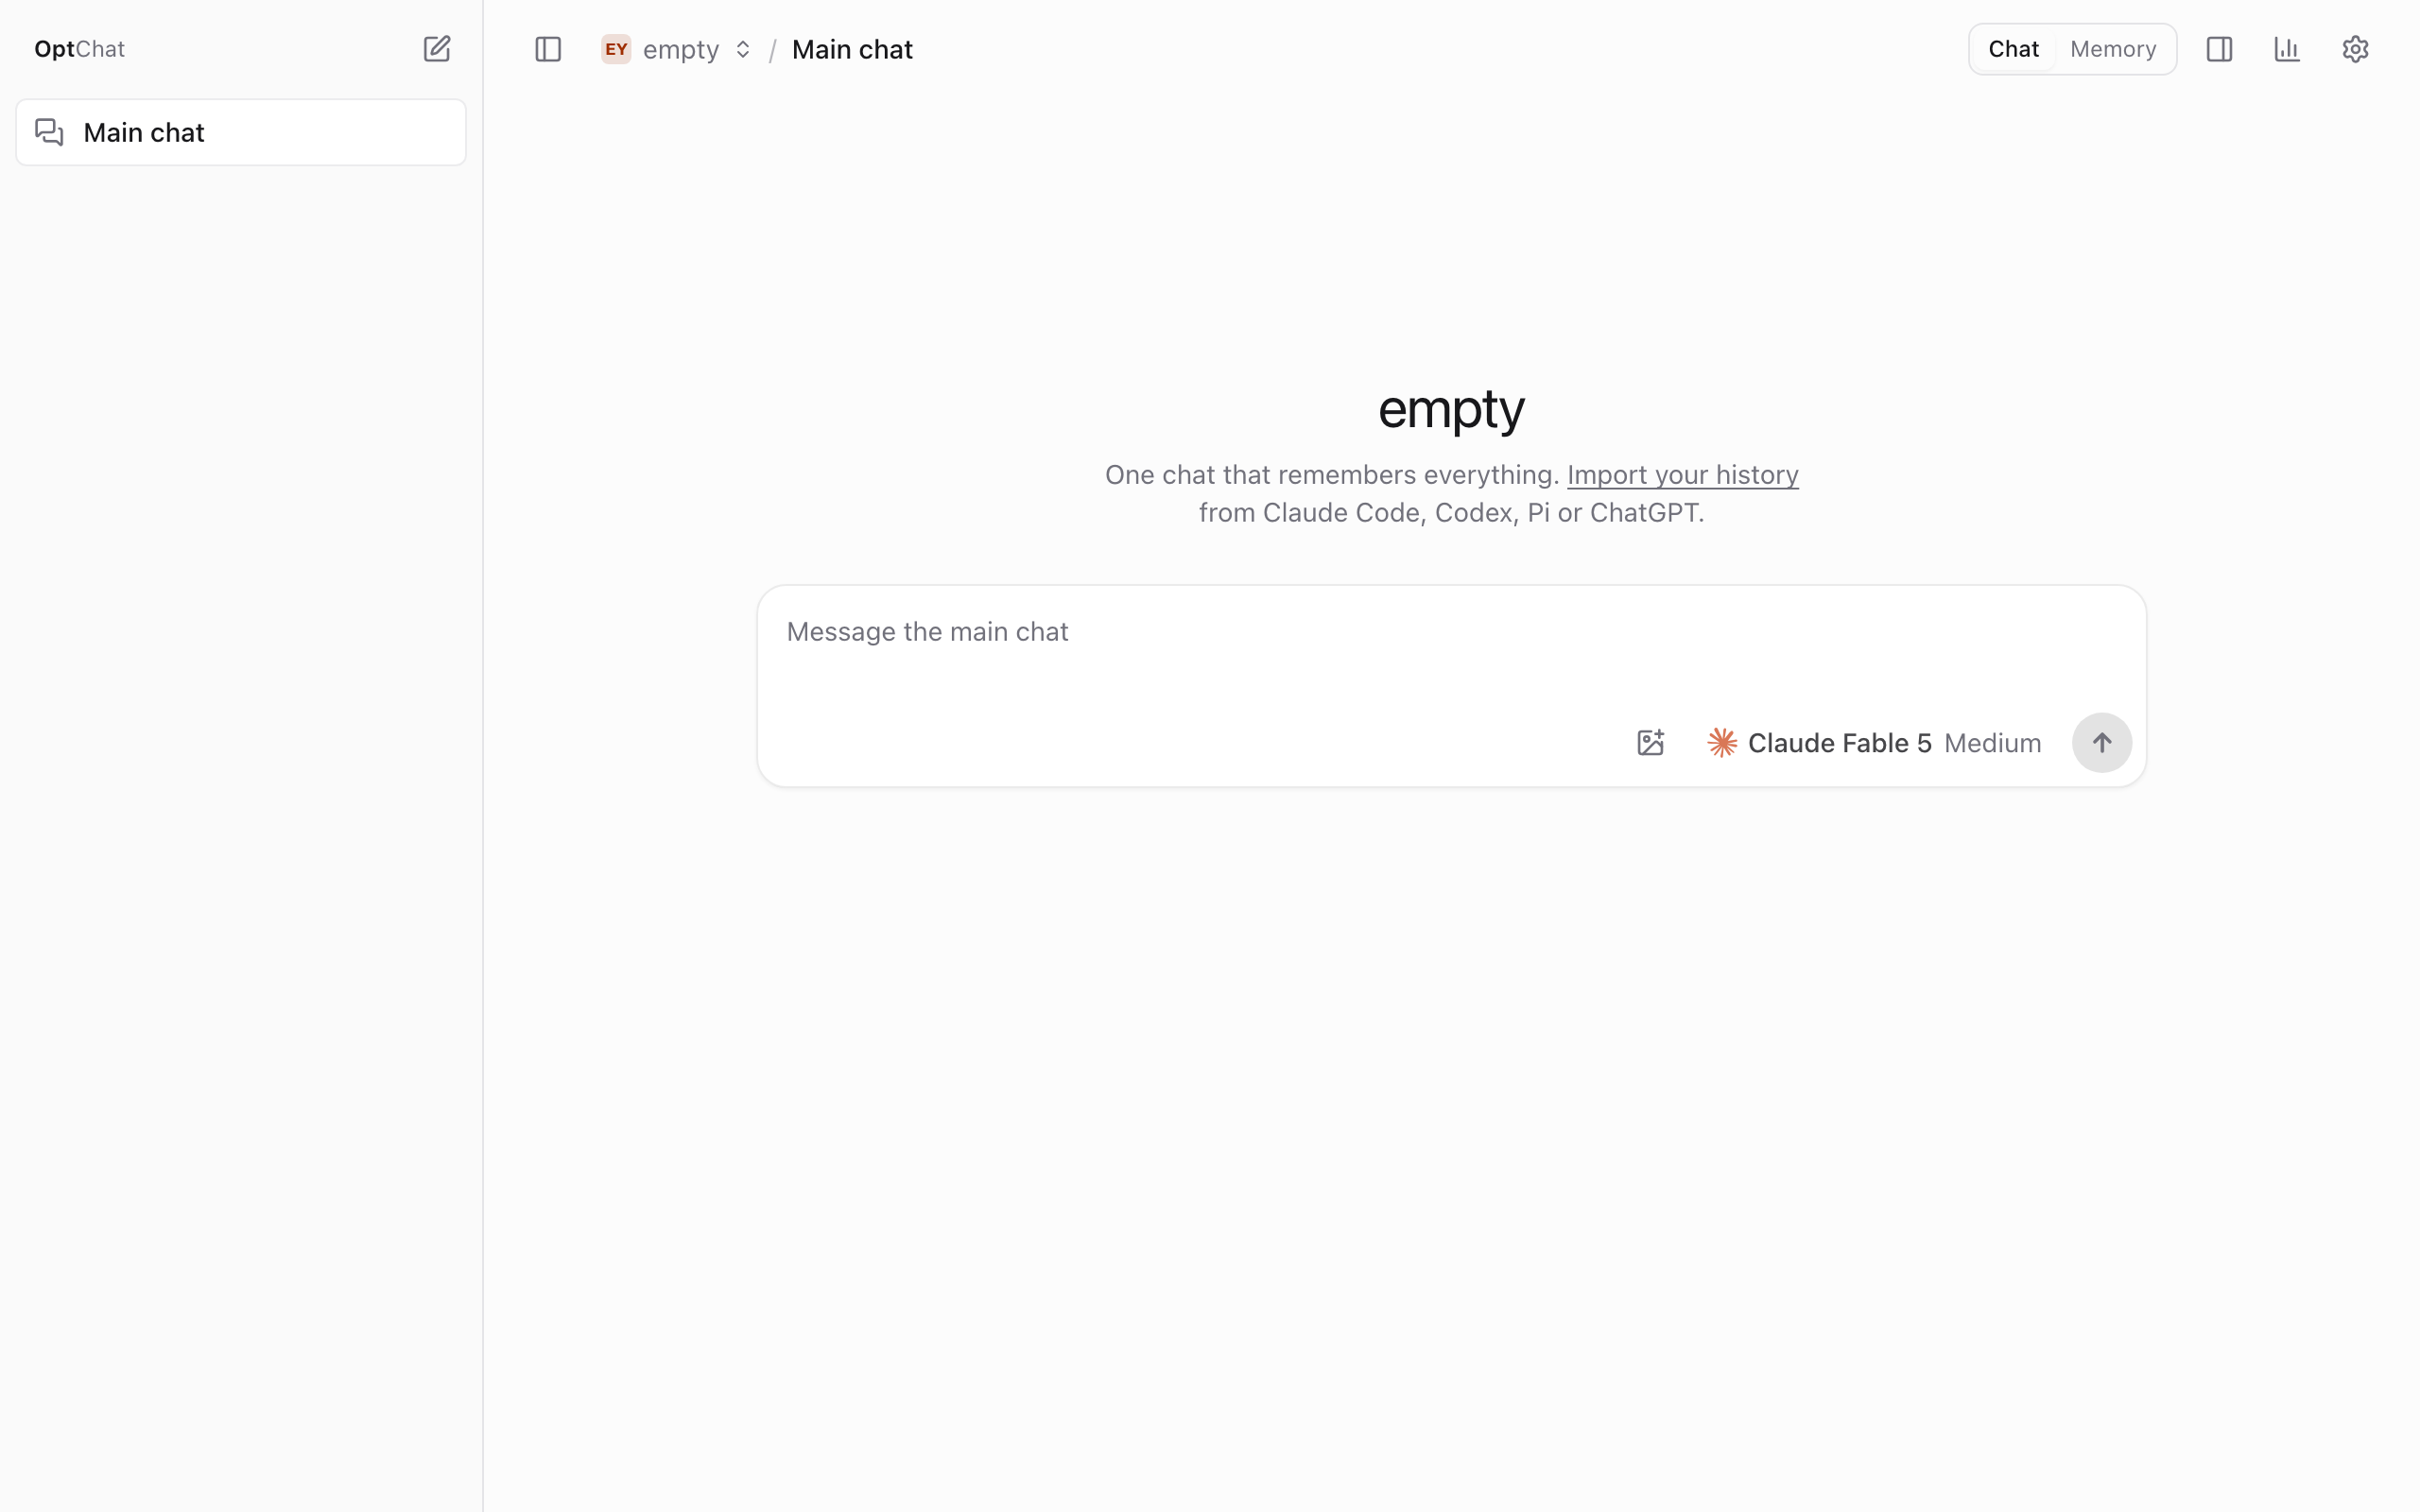 OptChat
Main chat
EY empty / Main chat
Chat Memory
empty
One chat that remembers everything. Import your history
from Claude Code, Codex, Pi or ChatGPT.
Message the main chat
Claude Fable 5 Medium